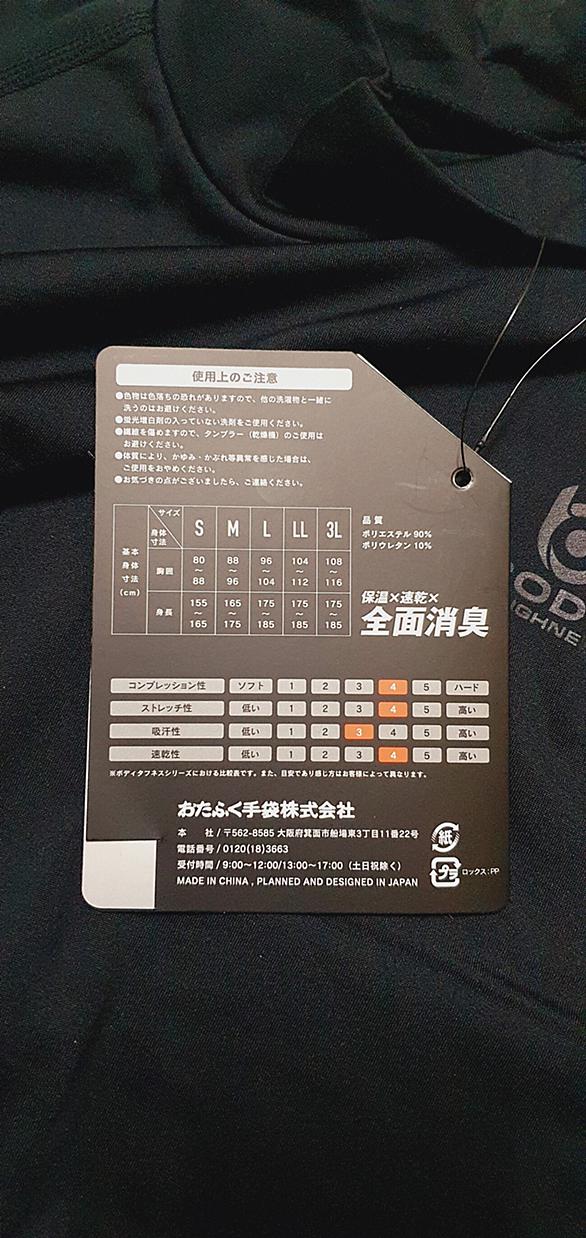 使用上のご注意
●色物は色落ちの恐れがありますので、他の洗濯物と一緒に
洗うのはお避けください。
●蛍光増白剤の入っていない洗剤をご使用ください。
●繊維を傷めますので、タンブラー（乾燥機）のご使用は
お避けください。
●体質により、かゆみ・かぶれ等異常を感じた場合は、
ご使用をおやめください。
●お気づきの点がございましたら、ご連絡ください。
サイズ 身体寸法 S M L LL 3L
基本身体寸法(cm)
胸囲 80～88 88～96 96～104 104～112 108～116
身長 155～165 165～175 175～185 175～185 175～185
品質
ポリエステル 90%
ポリウレタン 10%
保温×速乾×
全面消臭
コンプレッション性 ソフト 1 2 3 4 5 ハード
ストレッチ性 低い 1 2 3 4 5 高い
吸汗性 低い 1 2 3 4 5 高い
速乾性 低い 1 2 3 4 5 高い
※ボディタフネスシリーズにおける比較表です。また、目安であり感じ方はお客様によって異なります。
おたふく手袋株式会社
本 社/〒562-8585 大阪府箕面市船場東3丁目11番22号
電話番号/0120(18)3663
受付時間/9:00～12:00/13:00～17:00（土日祝除く）
MADE IN CHINA , PLANNED AND DESIGNED IN JAPAN
紙
プラ
ロックス:PP
OD
GHNE